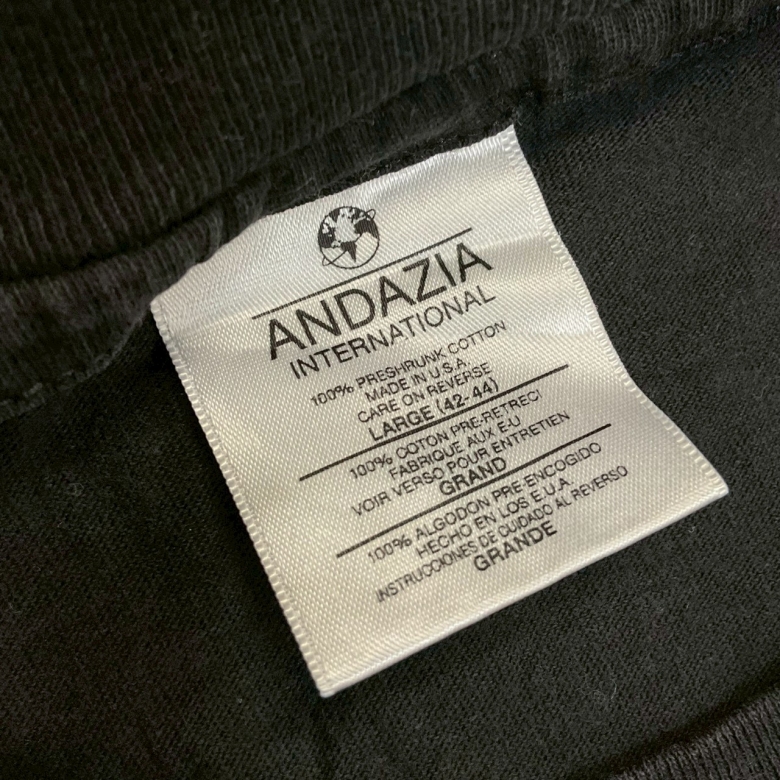 ANDAZIA
INTERNATIONAL
100% PRESHRUNK COTTON
MADE IN U.S.A.
CARE ON REVERSE
LARGE (42-44)
100% COTON PRE-RETRECI
FABRIQUE AUX E-U
VOIR VERSO POUR ENTRETIEN
GRAND
100% ALGODON PRE-ENCOGIDO
HECHO EN LOS E.U.A.
INSTRUCCIONES DE CUIDADO AL REVERSO
GRANDE